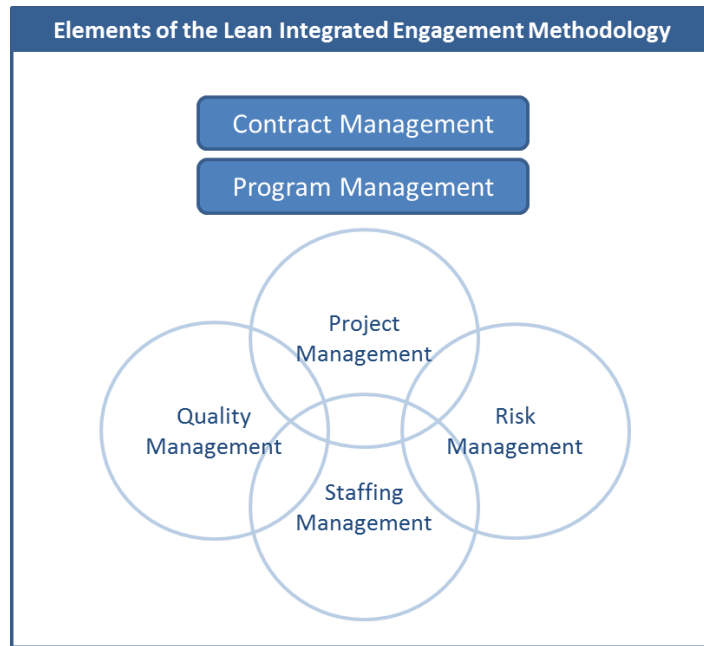 Elements of the Lean Integrated Engagement Methodology
Contract Management
Program Management
Project
Management
Quality
Management
Risk
Management
Staffing
Management